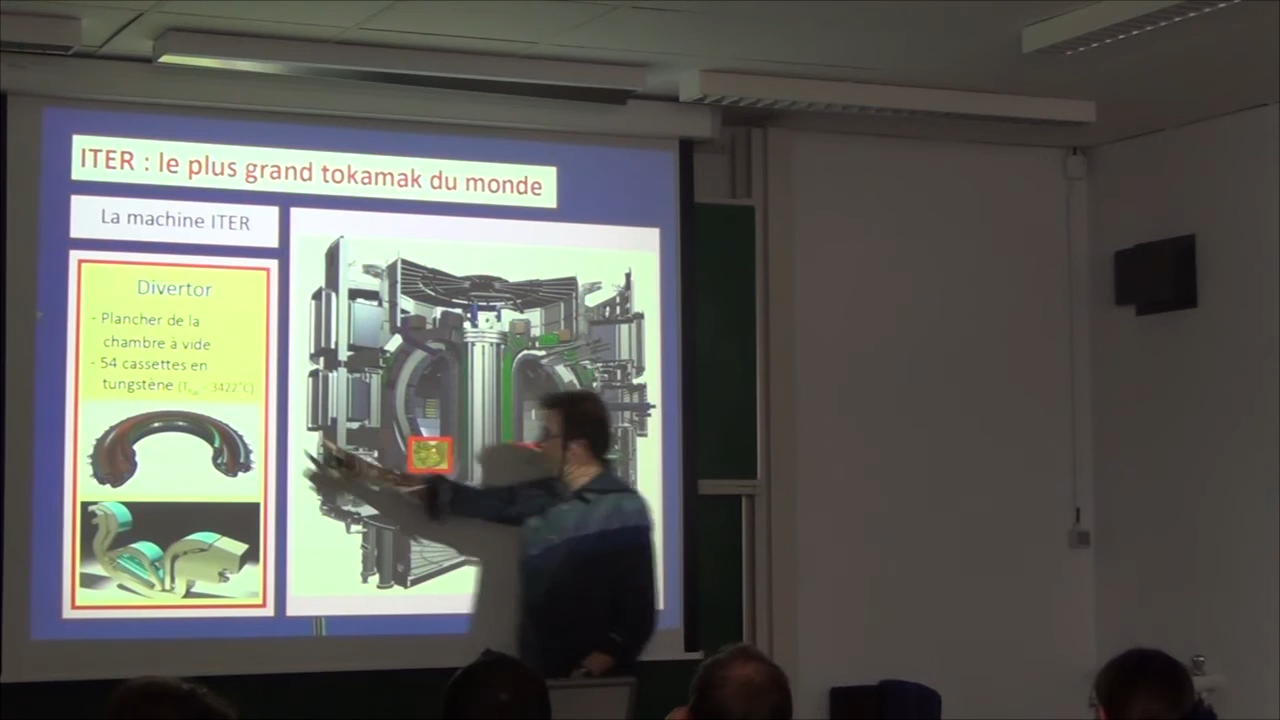 ITER : le plus grand tokamak du monde
La machine ITER
Divertor
- Plancher de la
chambre à vide
- 54 cassettes en
tungstène (T 3422°C)